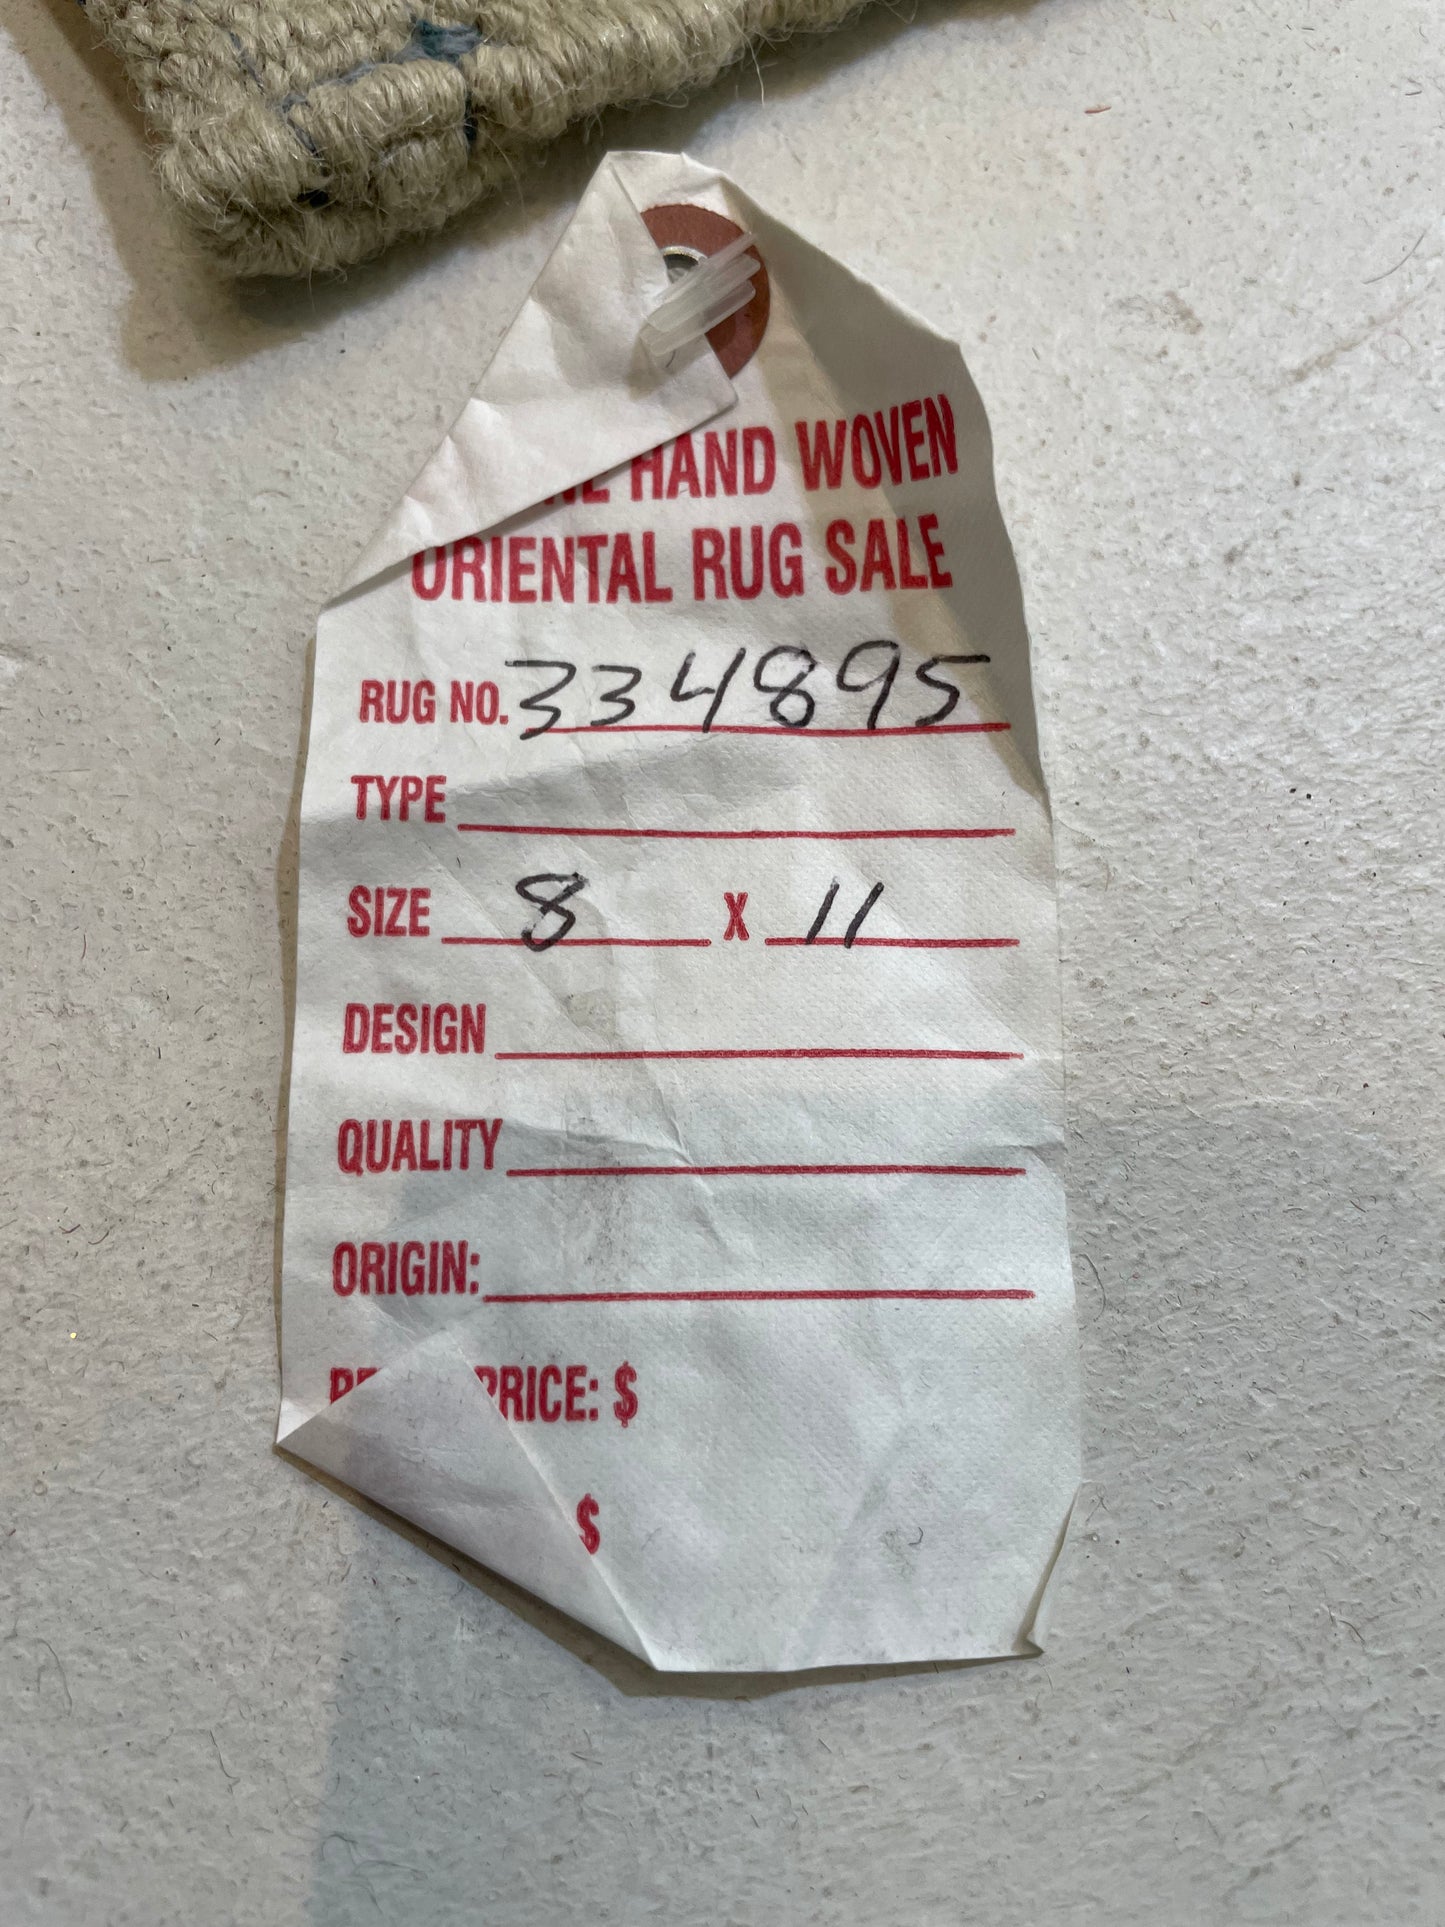 HAND WOVEN
ORIENTAL RUG SALE
RUG NO. 334895
TYPE
SIZE 8 X 11
DESIGN
QUALITY
ORIGIN:
PRICE: $
$